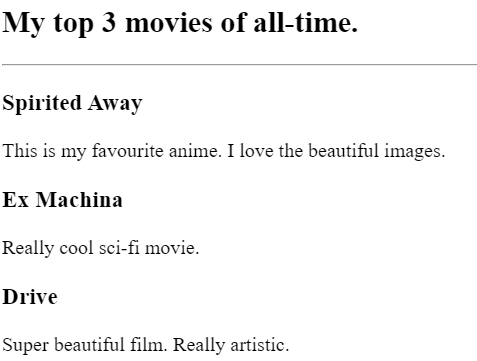 My top 3 movies of all-time.
Spirited Away
This is my favourite anime. I love the beautiful images.
Ex Machina
Really cool sci-fi movie.
Drive
Super beautiful film. Really artistic.